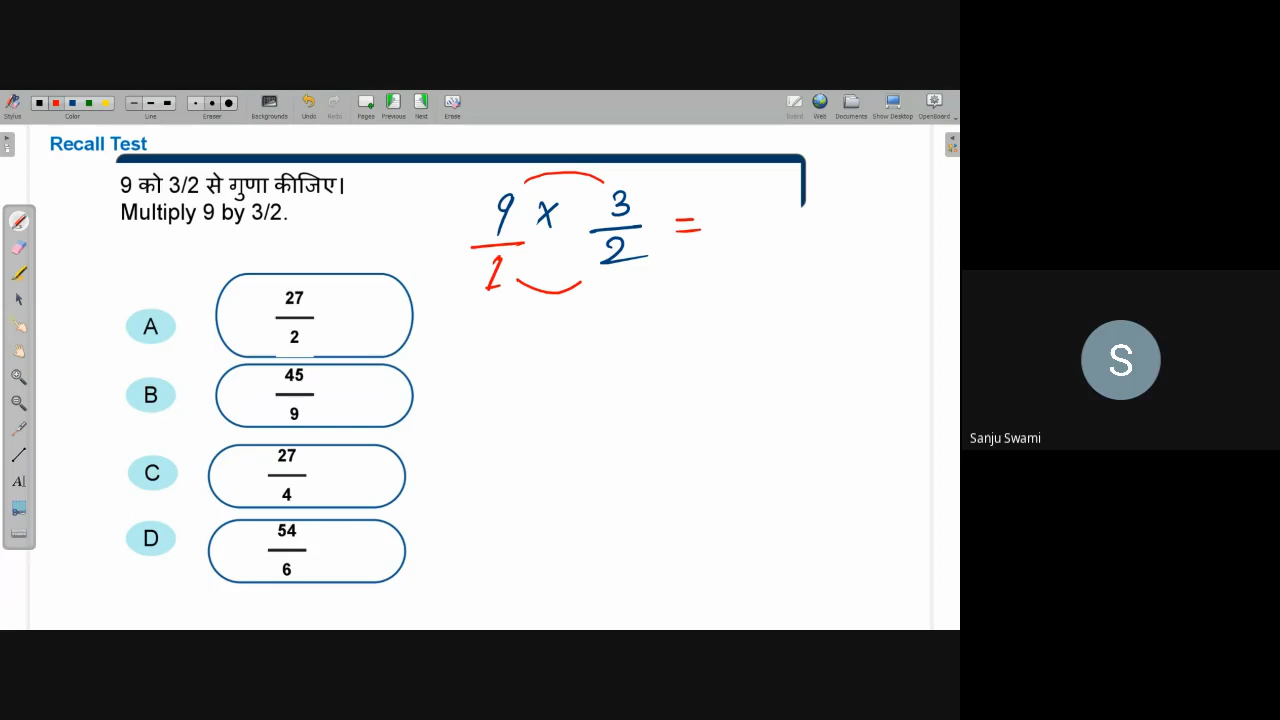 Stylus Color Line Eraser Backgrounds Undo Redo Pages Previous Next Erase Board Web Documents Show Desktop OpenBoard
Recall Test
9 को 3/2 से गुणा कीजिए।
Multiply 9 by 3/2.
9/1 x 3/2 =
A 27/2
B 45/9
C 27/4
D 54/6
S
Sanju Swami